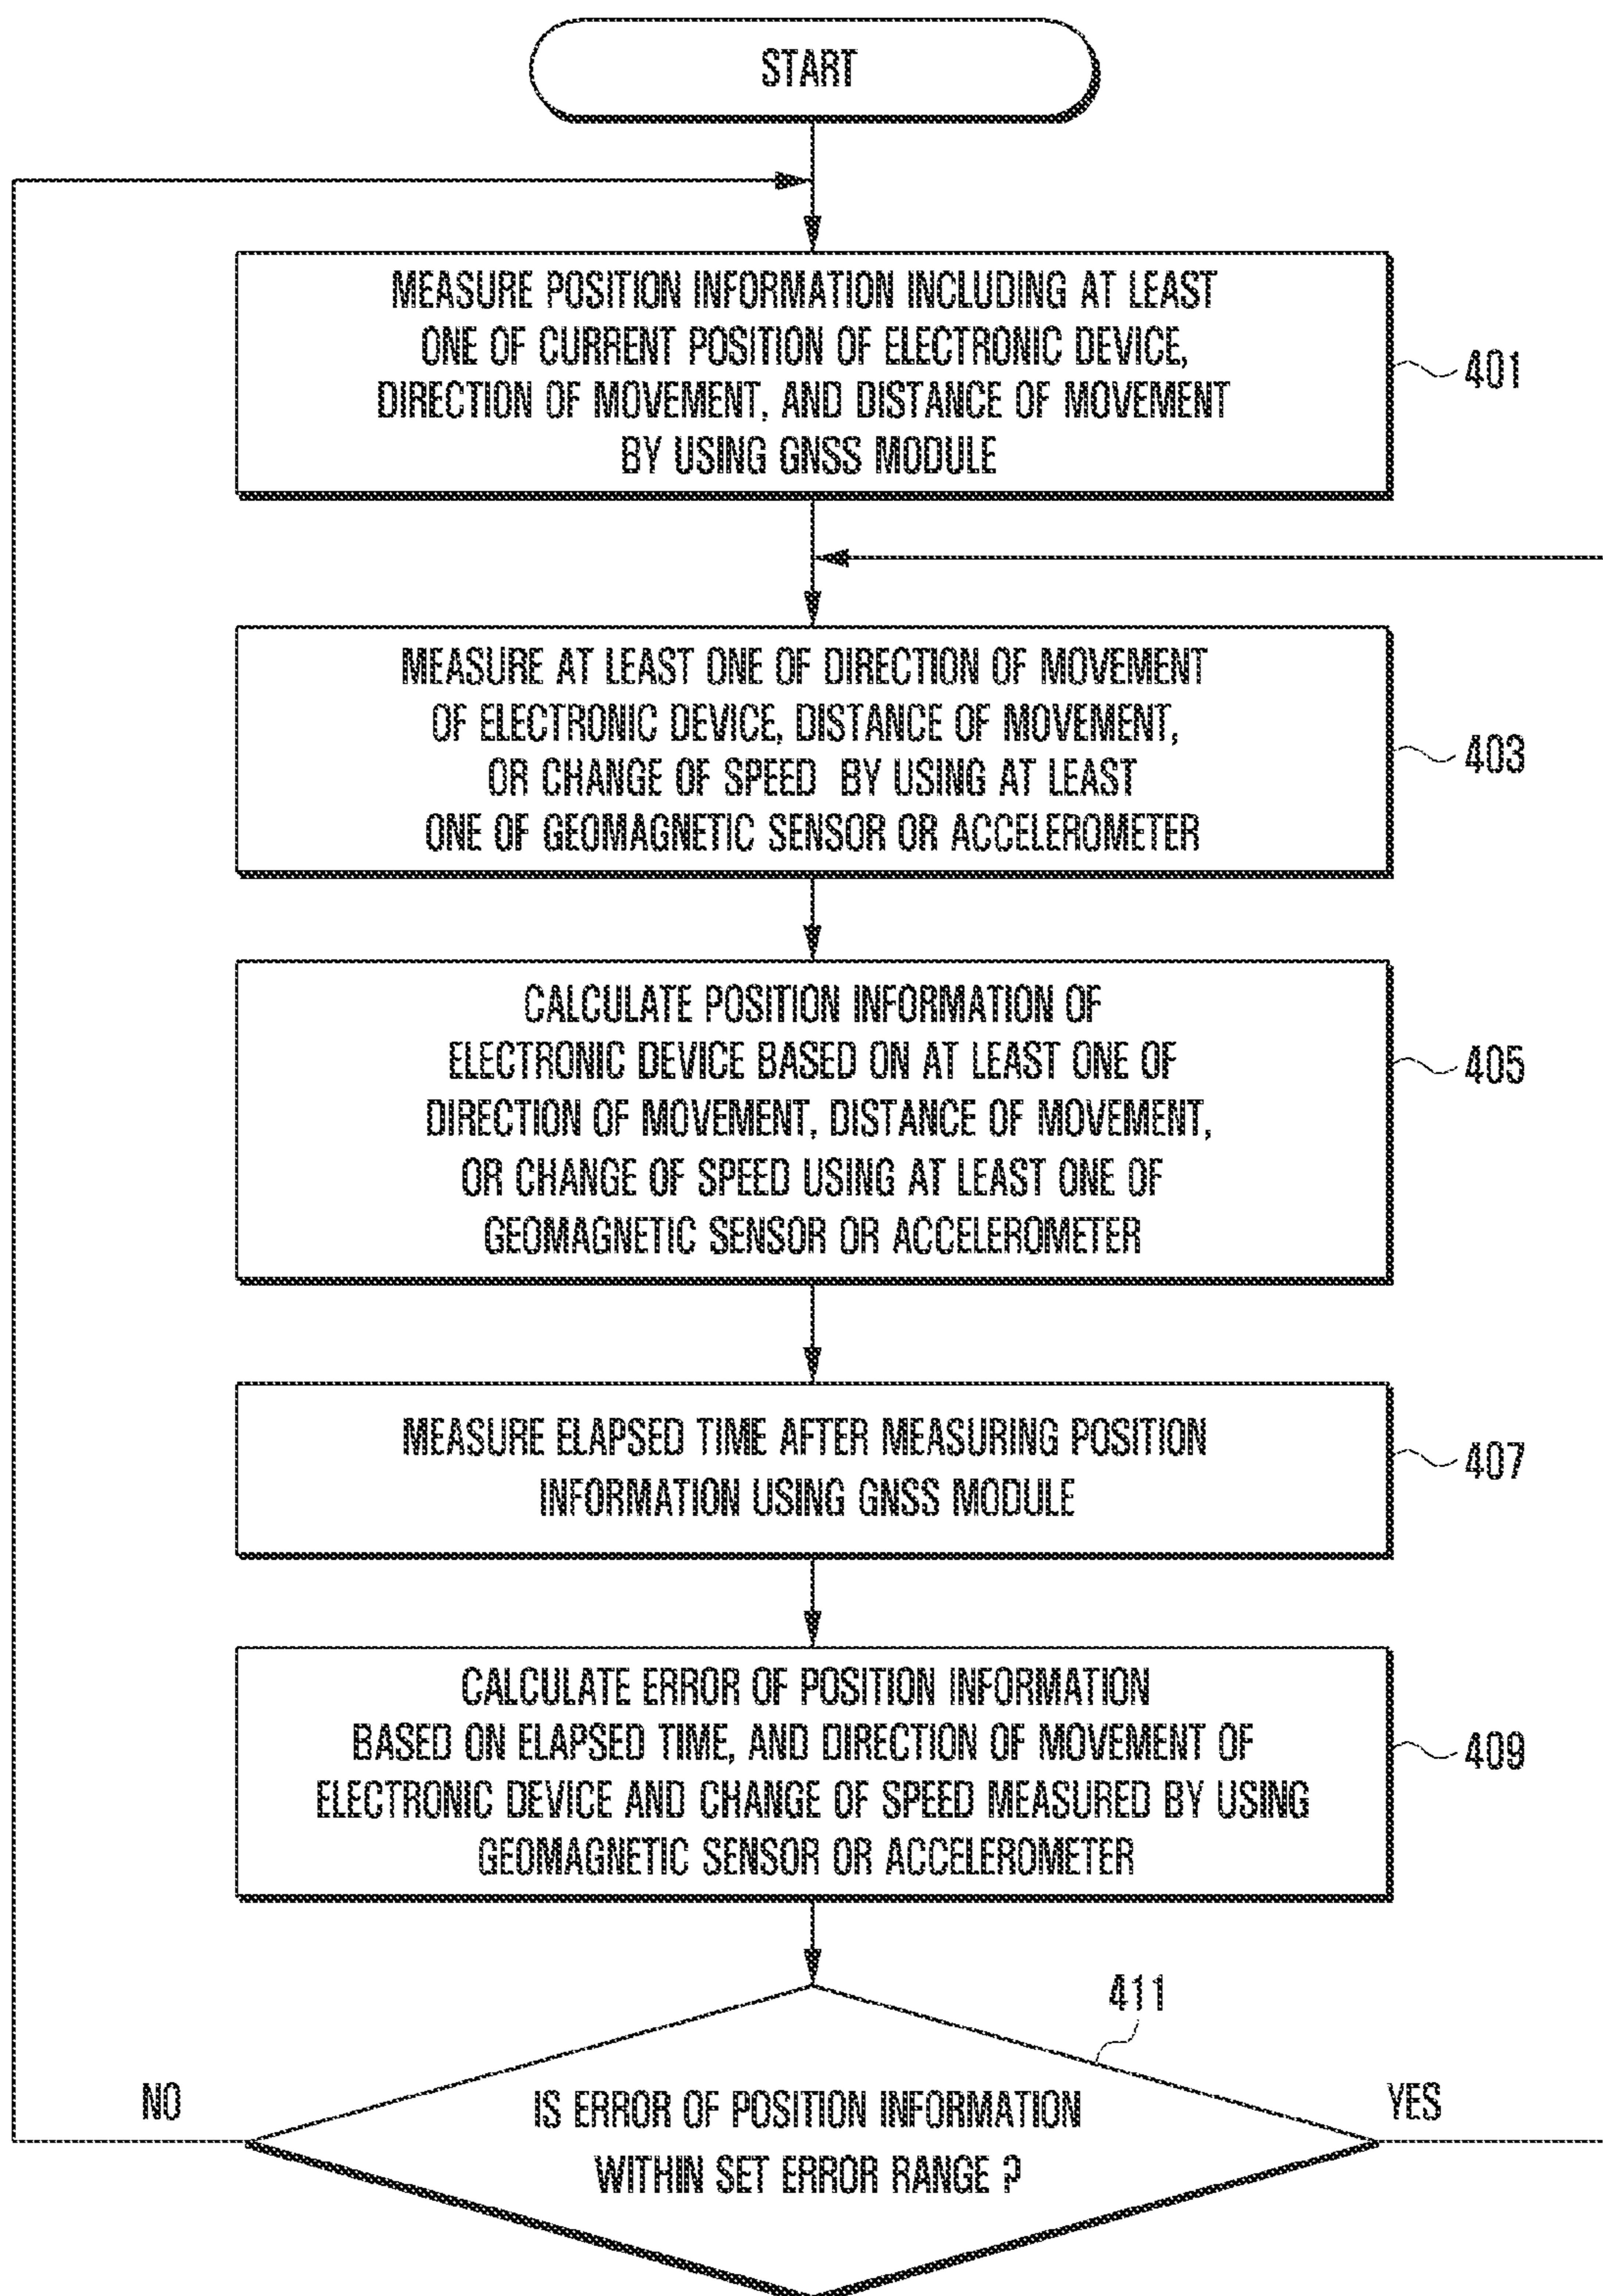 START
MEASURE POSITION INFORMATION INCLUDING AT LEAST
ONE OF CURRENT POSITION OF ELECTRONIC DEVICE,
DIRECTION OF MOVEMENT, AND DISTANCE OF MOVEMENT
BY USING GNSS MODULE
401
MEASURE AT LEAST ONE OF DIRECTION OF MOVEMENT
OF ELECTRONIC DEVICE, DISTANCE OF MOVEMENT,
OR CHANGE OF SPEED BY USING AT LEAST
ONE OF GEOMAGNETIC SENSOR OR ACCELEROMETER
403
CALCULATE POSITION INFORMATION OF
ELECTRONIC DEVICE BASED ON AT LEAST ONE OF
DIRECTION OF MOVEMENT, DISTANCE OF MOVEMENT,
OR CHANGE OF SPEED USING AT LEAST ONE OF
GEOMAGNETIC SENSOR OR ACCELEROMETER
405
MEASURE ELAPSED TIME AFTER MEASURING POSITION
INFORMATION USING GNSS MODULE
407
CALCULATE ERROR OF POSITION INFORMATION
BASED ON ELAPSED TIME, AND DIRECTION OF MOVEMENT OF
ELECTRONIC DEVICE AND CHANGE OF SPEED MEASURED BY USING
GEOMAGNETIC SENSOR OR ACCELEROMETER
409
411
NO
IS ERROR OF POSITION INFORMATION
WITHIN SET ERROR RANGE ?
YES